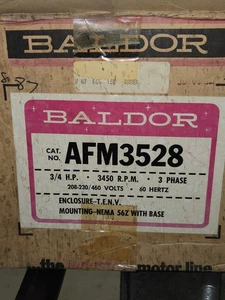 BALDOR
BALDOR
CAT. NO. AFM3528
3/4 H.P. • 3450 R.P.M. • 3 PHASE
208-230/460 VOLTS • 60 HERTZ
ENCLOSURE-T.E.N.V.
MOUNTING-NEMA 56Z WITH BASE
the
motor line